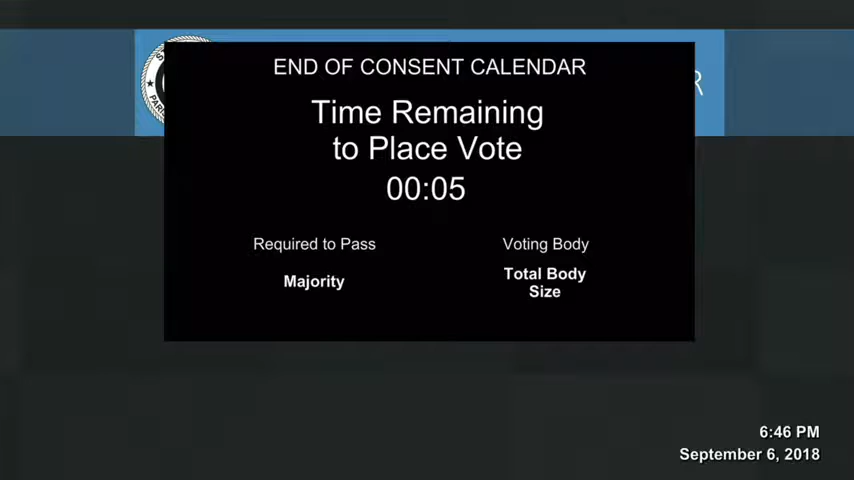 END OF CONSENT CALENDAR
Time Remaining
to Place Vote
00:05
Required to Pass
Voting Body
Majority
Total Body
Size
6:46 PM
September 6, 2018